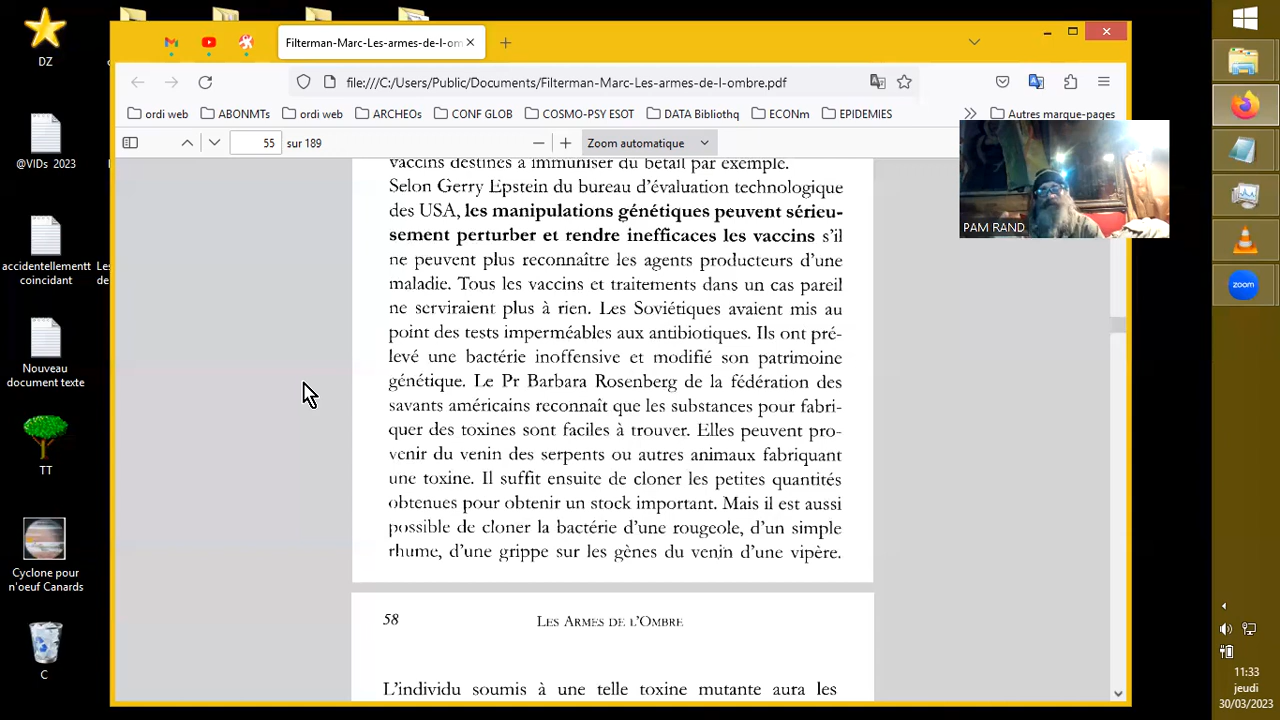 DZ
@VIDs 2023
accidentellementt
coincidant
Nouveau
document texte
TT
Cyclone pour
n'oeuf Canards
C
Filterman-Marc-Les-armes-de-l-om
file:///C:/Users/Public/Documents/Filterman-Marc-Les-armes-de-l-ombre.pdf
ordi web
ABONMTs
ARCHEOs
CONF GLOB
COSMO-PSY ESOT
DATA Bibliothq
ECONm
EPIDEMIES
Autres marque-pages
55 sur 189
Zoom automatique
vaccins destinés à immuniser du bétail par exemple.
Selon Gerry Epstein du bureau d'évaluation technologique
des USA, les manipulations génétiques peuvent sérieu-
sement perturber et rendre inefficaces les vaccins s'il
ne peuvent plus reconnaître les agents producteurs d'une
maladie. Tous les vaccins et traitements dans un cas pareil
ne serviraient plus à rien. Les Soviétiques avaient mis au
point des tests imperméables aux antibiotiques. Ils ont pré-
levé une bactérie inoffensive et modifié son patrimoine
génétique. Le Pr Barbara Rosenberg de la fédération des
savants américains reconnaît que les substances pour fabri-
quer des toxines sont faciles à trouver. Elles peuvent pro-
venir du venin des serpents ou autres animaux fabriquant
une toxine. Il suffit ensuite de cloner les petites quantités
obtenues pour obtenir un stock important. Mais il est aussi
possible de cloner la bactérie d'une rougeole, d'un simple
rhume, d'une grippe sur les gènes du venin d'une vipère.
58
Les Armes de l'Ombre
L'individu soumis à une telle toxine mutante aura les
PAM RAND
zoom
11:33
jeudi
30/03/2023